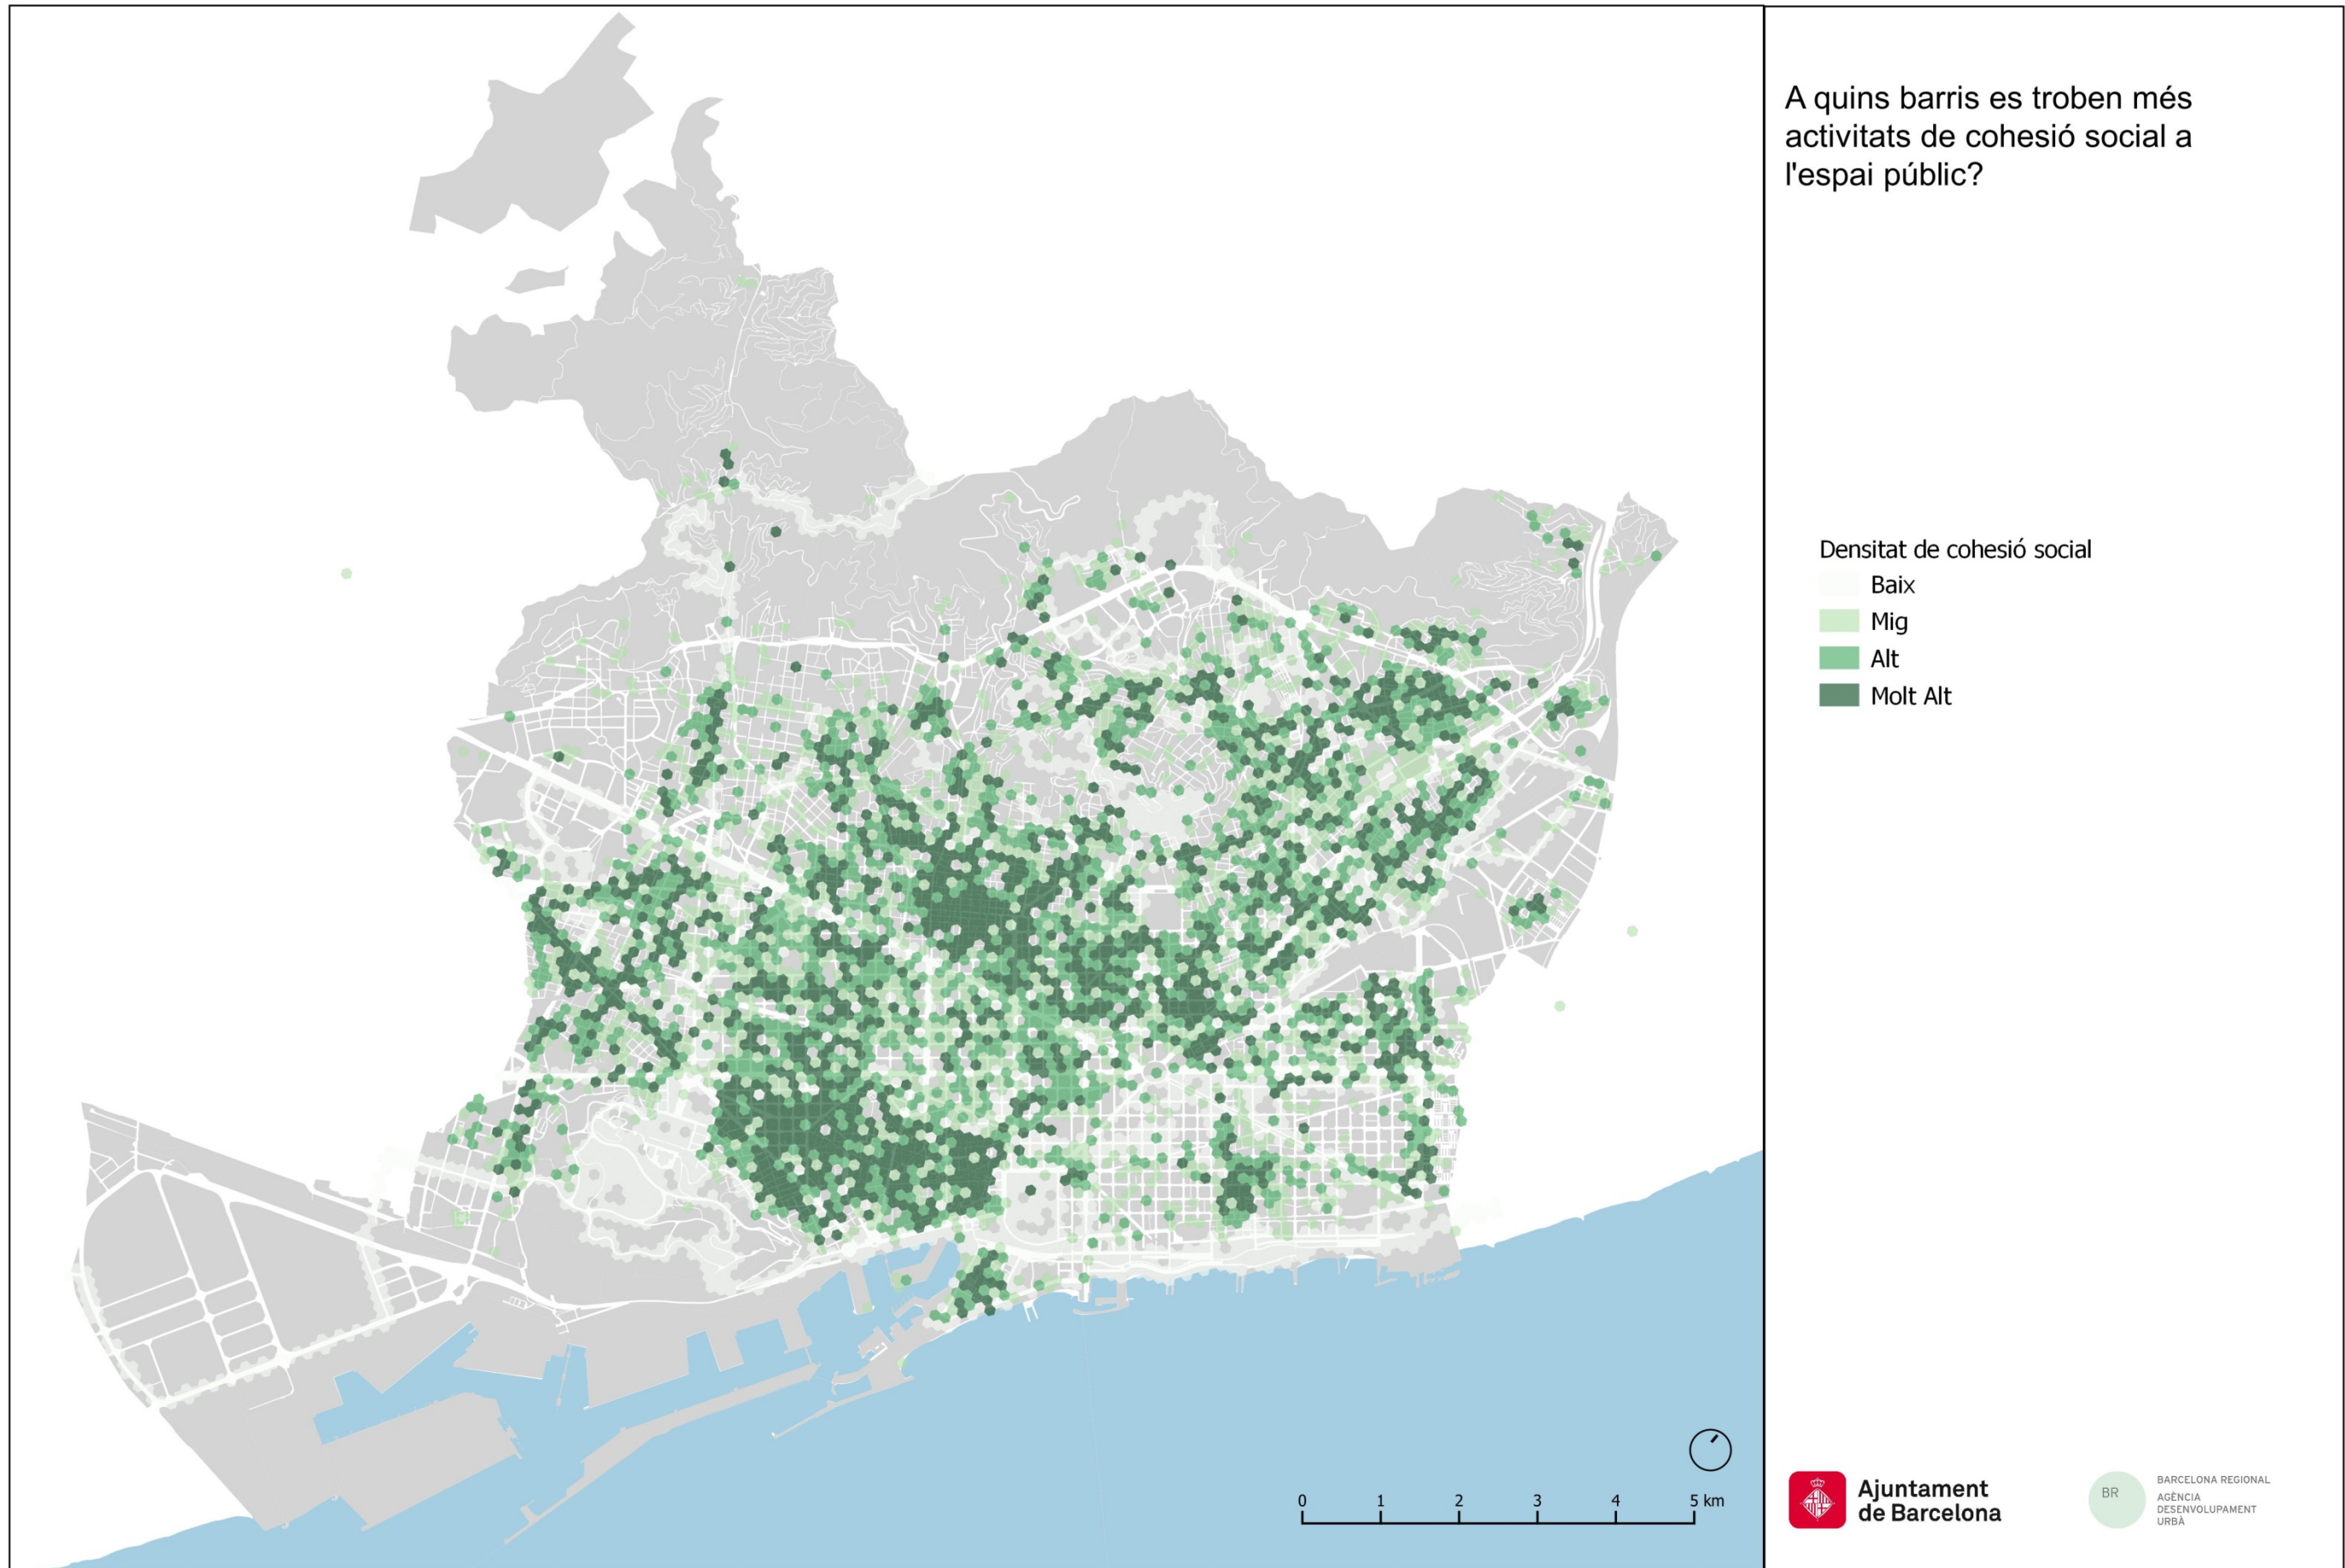 A quins barris es troben més
activitats de cohesió social a
l'espai públic?
Densitat de cohesió social
Baix
Mig
Alt
Molt Alt
0 1 2 3 4 5 km
Ajuntament
de Barcelona
BR
BARCELONA REGIONAL
AGÈNCIA
DESENVOLUPAMENT
URBÀ